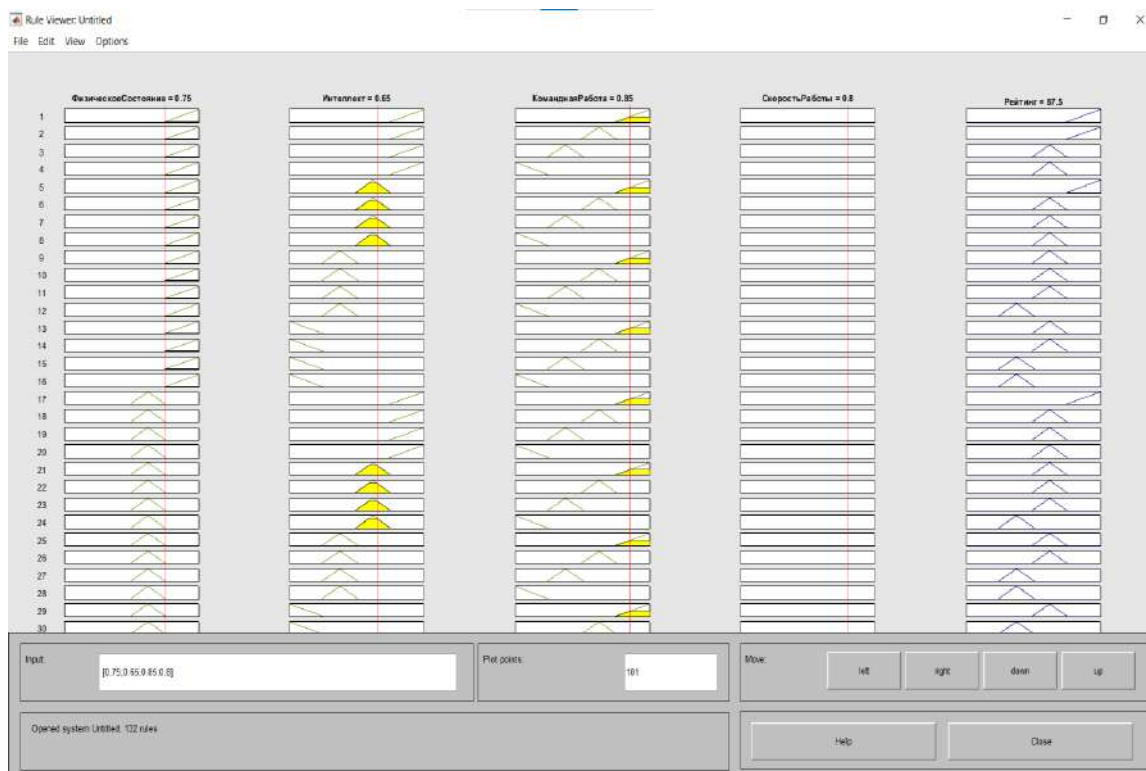 Rule Viewer: Untitled
File Edit View Options
ФизическоеСостояние = 0.75
Интеллект = 0.65
КоманднаяРабота = 0.85
СкоростьРаботы = 0.8
Рейтинг = 87.5
1
2
3
4
5
6
7
8
9
10
11
12
13
14
15
16
17
18
19
20
21
22
23
24
25
26
27
28
29
30
Input:
[0.75;0.65;0.85;0.8]
Plot points:
101
Move:
left
right
down
up
Opened system Untitled, 132 rules
Help
Close